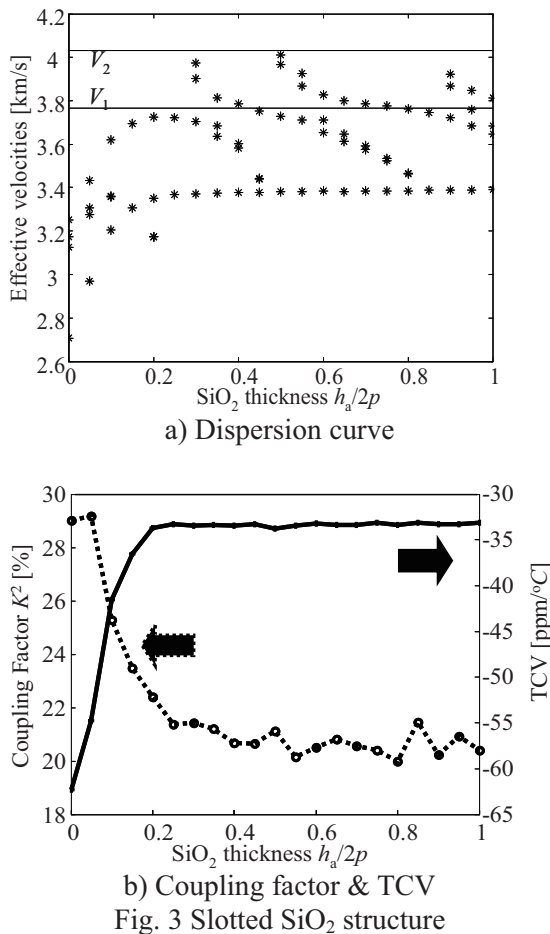 Effective velocities [km/s]
4.2
4
3.8
3.6
3.4
3.2
3
2.8
2.6
V₂
V₁
0 0.2 0.4 0.6 0.8 1
SiO₂ thickness hₐ/2p
a) Dispersion curve
Coupling Factor K² [%]
30
28
26
24
22
20
18
-30
-35
-40
-45
-50
-55
-60
-65
TCV [ppm/°C]
0 0.2 0.4 0.6 0.8 1
SiO₂ thickness hₐ/2p
b) Coupling factor & TCV
Fig. 3 Slotted SiO₂ structure